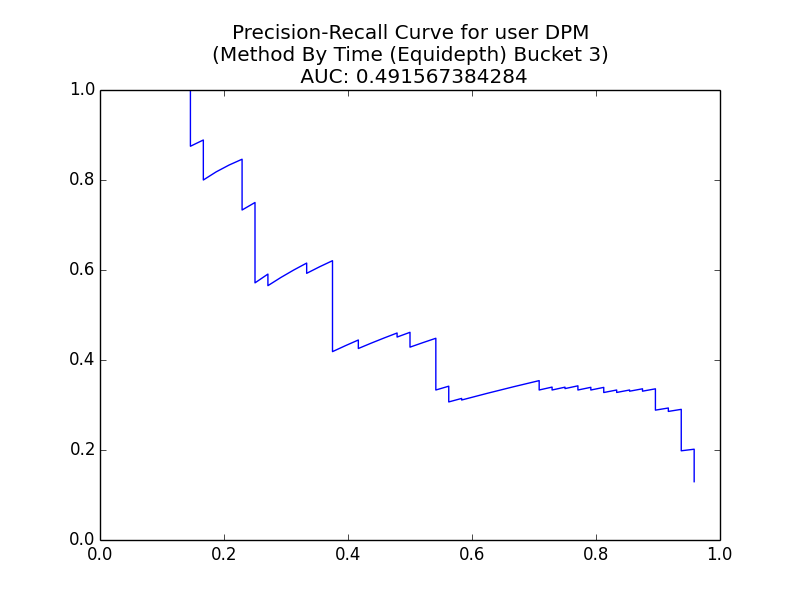 Precision-Recall Curve for user DPM
(Method By Time (Equidepth) Bucket 3)
AUC: 0.491567384284
1.0
0.8
0.6
0.4
0.2
0.0
0.0 0.2 0.4 0.6 0.8 1.0